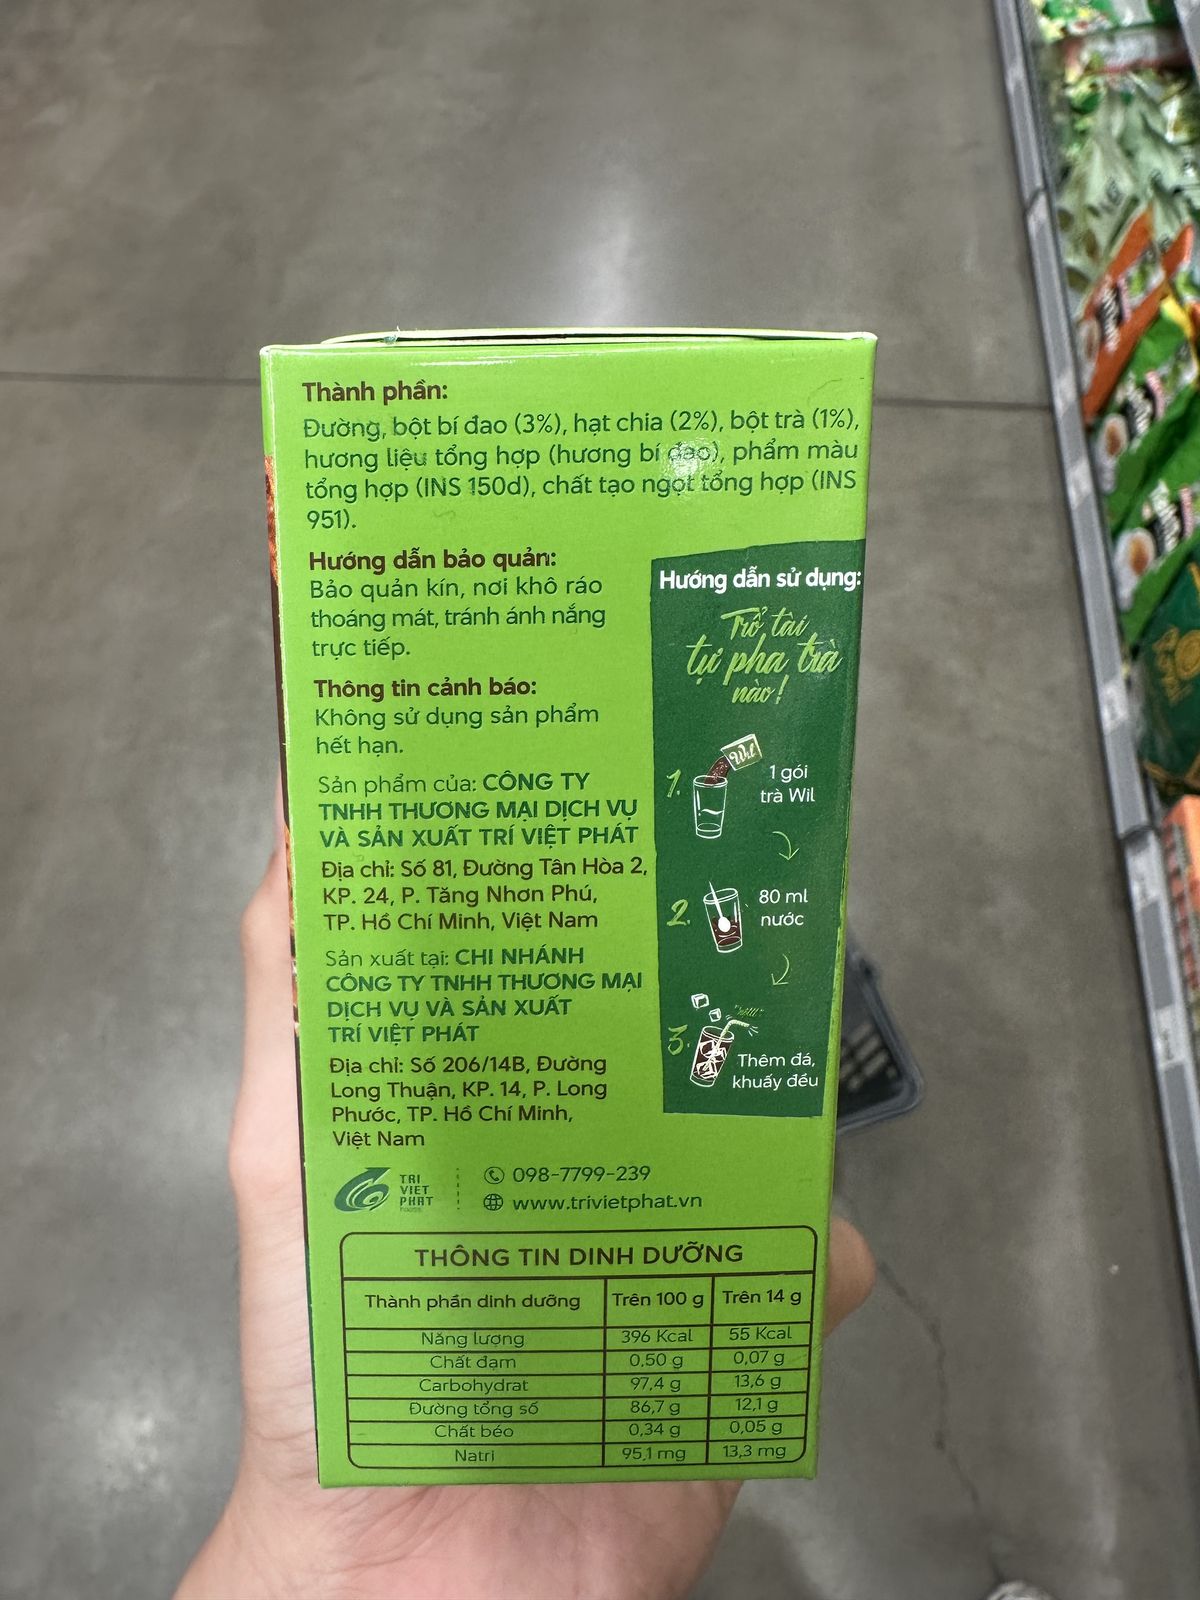 Thành phần:
Đường, bột bí đao (3%), hạt chia (2%), bột trà (1%),
hương liệu tổng hợp (hương bí đao), phẩm màu
tổng hợp (INS 150d), chất tạo ngọt tổng hợp (INS
951).
Hướng dẫn bảo quản:
Bảo quản kín, nơi khô ráo
thoáng mát, tránh ánh nắng
trực tiếp.
Thông tin cảnh báo:
Không sử dụng sản phẩm
hết hạn.
Sản phẩm của: CÔNG TY
TNHH THƯƠNG MẠI DỊCH VỤ
VÀ SẢN XUẤT TRÍ VIỆT PHÁT
Địa chỉ: Số 81, Đường Tân Hòa 2,
KP. 24, P. Tăng Nhơn Phú,
TP. Hồ Chí Minh, Việt Nam
Sản xuất tại: CHI NHÁNH
CÔNG TY TNHH THƯƠNG MẠI
DỊCH VỤ VÀ SẢN XUẤT
TRÍ VIỆT PHÁT
Địa chỉ: Số 206/14B, Đường
Long Thuận, KP. 14, P. Long
Phước, TP. Hồ Chí Minh,
Việt Nam
Hướng dẫn sử dụng:
Trổ tài
tự pha trà
nào!
Wil
1. 1 gói
trà Wil
2. 80 ml
nước
3. Thêm đá,
khuấy đều
TRI
VIET
PHAT
098-7799-239
www.trivietphat.vn
THÔNG TIN DINH DƯỠNG
Thành phần dinh dưỡng Trên 100 g Trên 14 g
Năng lượng 396 Kcal 55 Kcal
Chất đạm 0,50 g 0,07 g
Carbohydrat 97,4 g 13,6 g
Đường tổng số 86,7 g 12,1 g
Chất béo 0,34 g 0,05 g
Natri 95,1 mg 13,3 mg